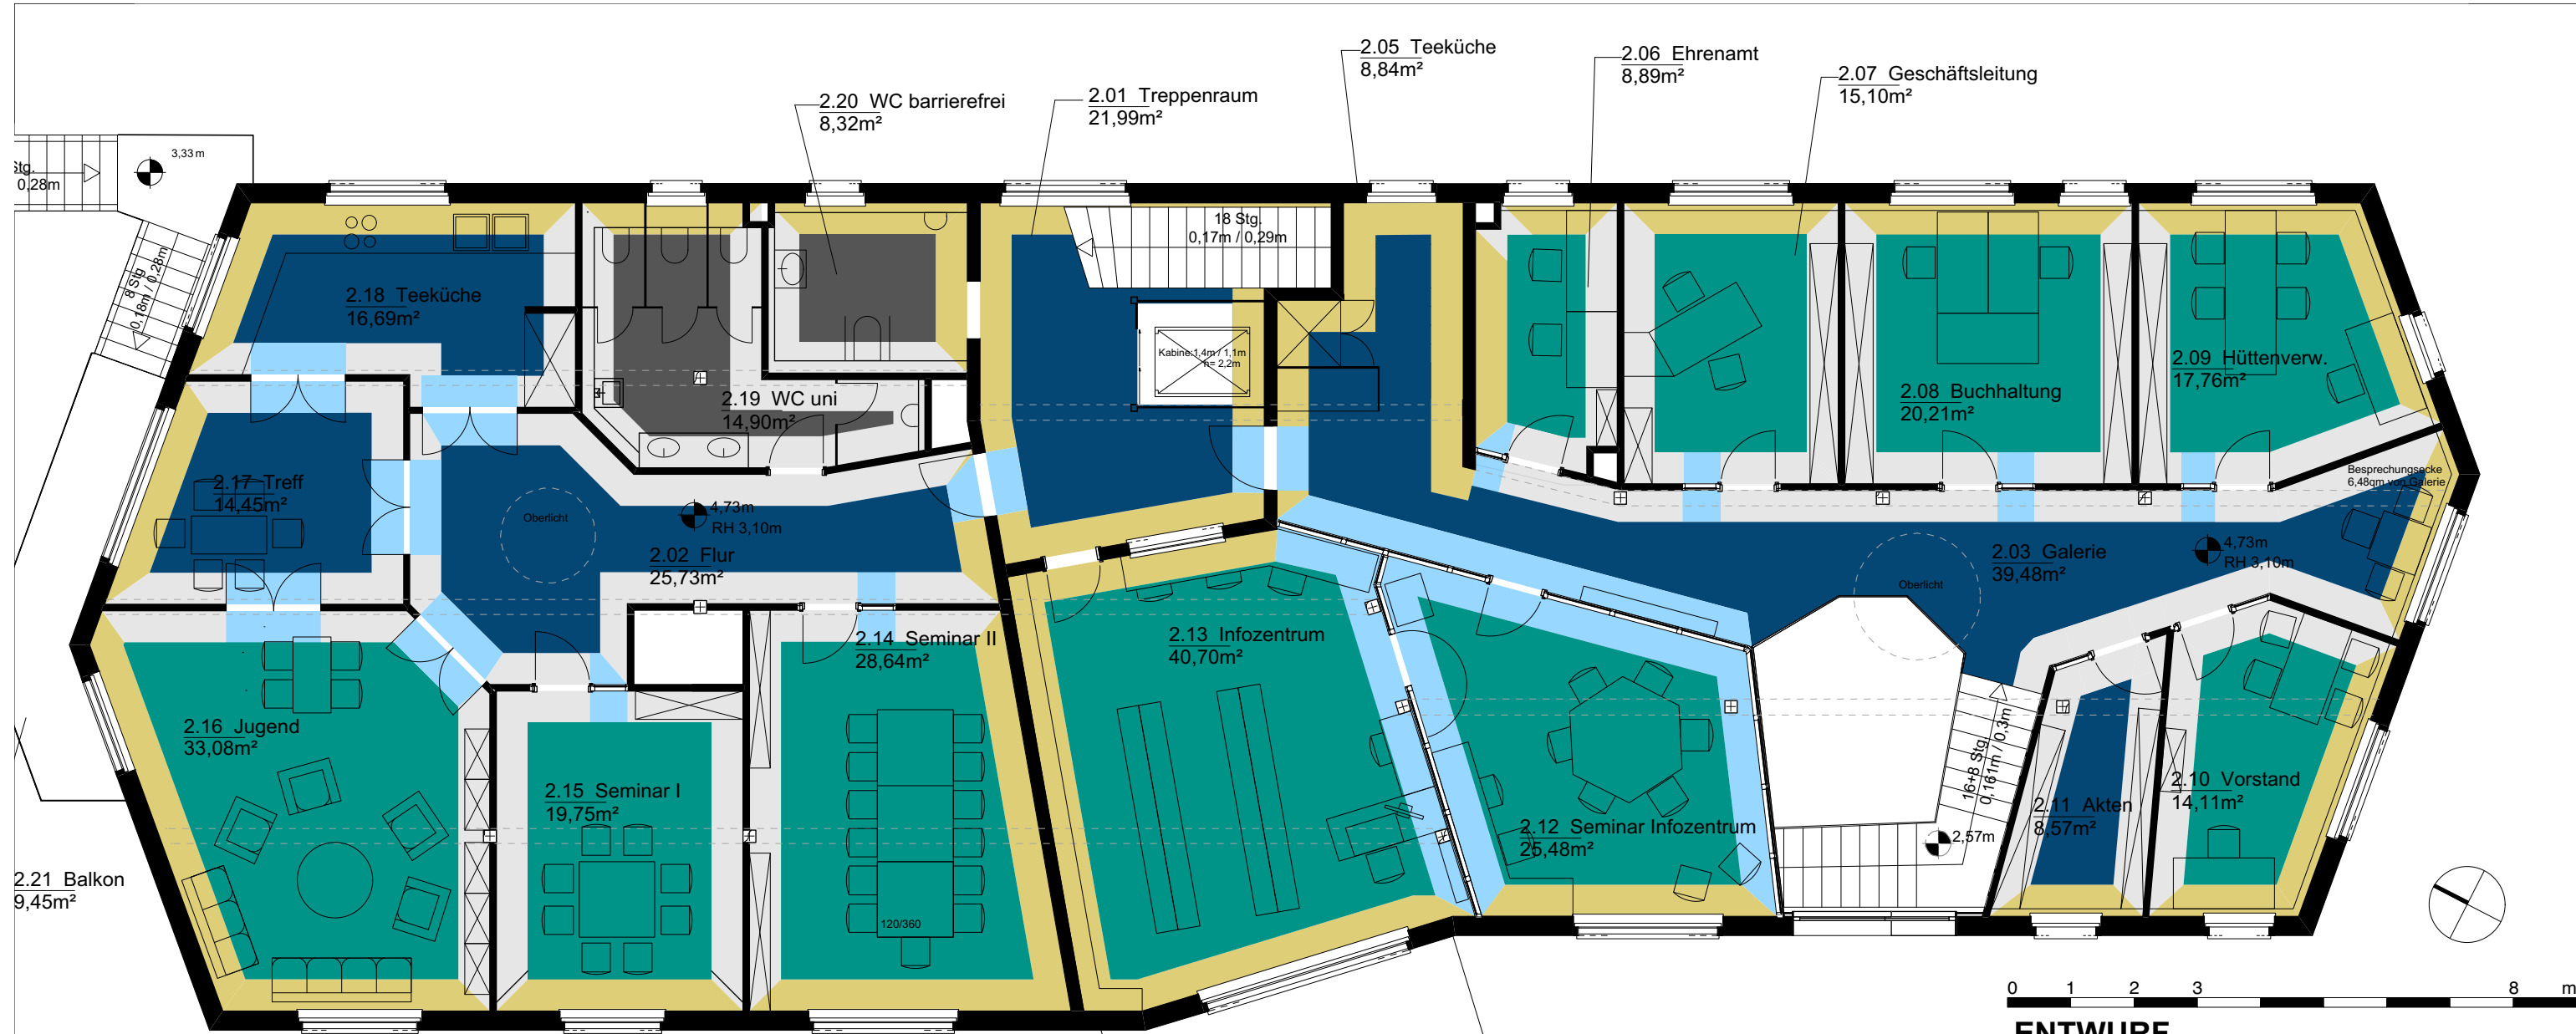 2.05 Teeküche
8,84m²
2.06 Ehrenamt
8,89m²
2.07 Geschäftsleitung
15,10m²
2.20 WC barrierefrei
8,32m²
2.01 Treppenraum
21,99m²
3,33 m
Stg.
0,28m
8 Stg
0,18m / 0,28m
18 Stg.
0,17m / 0,29m
2.18 Teeküche
16,69m²
Kabine:1,4m / 1,1m
h= 2,2m
2.19 WC uni
14,90m²
2.09 Hüttenverw.
17,76m²
2.08 Buchhaltung
20,21m²
2.17 Treff
14,45m²
Besprechungsecke
6,48qm von Galerie
Oberlicht
4,73m
RH 3,10m
2.02 Flur
25,73m²
2.03 Galerie
39,48m²
4,73m
RH 3,10m
Oberlicht
2.14 Seminar II
28,64m²
2.13 Infozentrum
40,70m²
2.16 Jugend
33,08m²
2.15 Seminar I
19,75m²
16+8 Stg.
0,161m / 0,3m
2.10 Vorstand
14,11m²
2.11 Akten
8,57m²
2.12 Seminar Infozentrum
25,48m²
2,57m
2.21 Balkon
9,45m²
120/360
0 1 2 3 8 m
ENTWURF